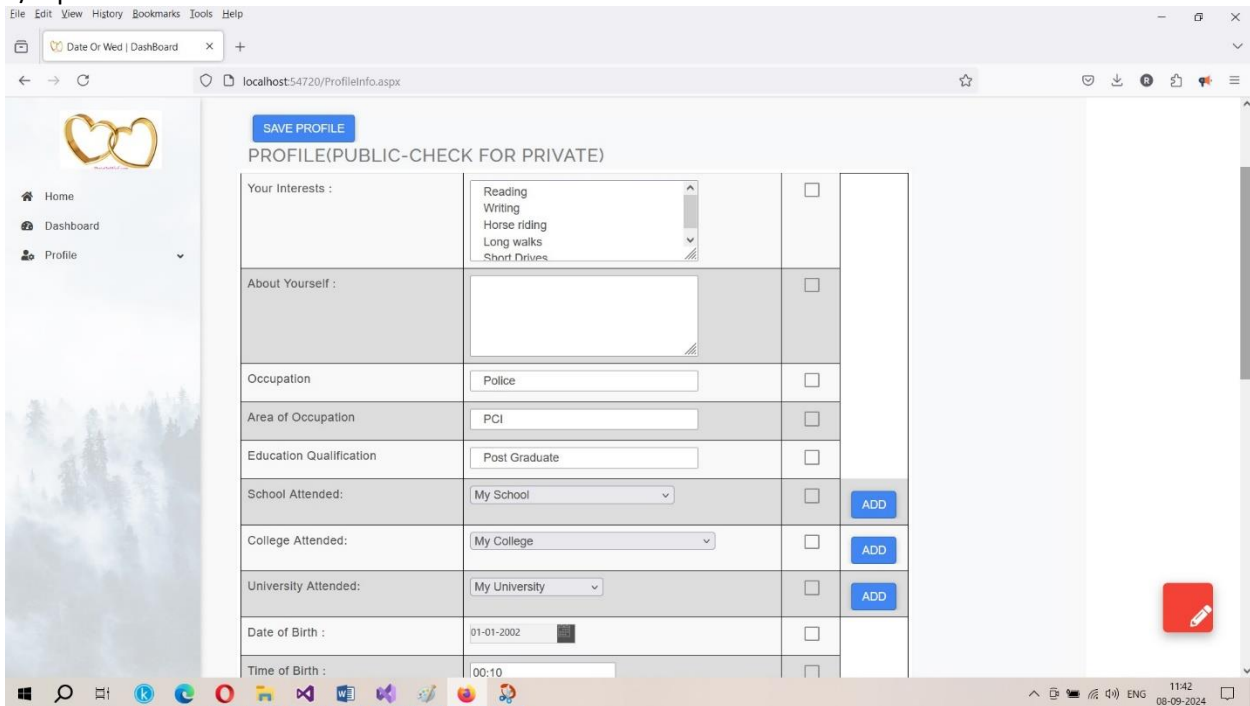 File Edit View History Bookmarks Tools Help
Date Or Wed | DashBoard
localhost:54720/ProfileInfo.aspx
SAVE PROFILE
PROFILE(PUBLIC-CHECK FOR PRIVATE)
Home
Dashboard
Profile
Your Interests :
Reading
Writing
Horse riding
Long walks
Short Drives
About Yourself :
Occupation
Police
Area of Occupation
PCI
Education Qualification
Post Graduate
School Attended:
My School
ADD
College Attended:
My College
ADD
University Attended:
My University
ADD
Date of Birth :
01-01-2002
Time of Birth :
00:10
ENG
11:42
08-09-2024